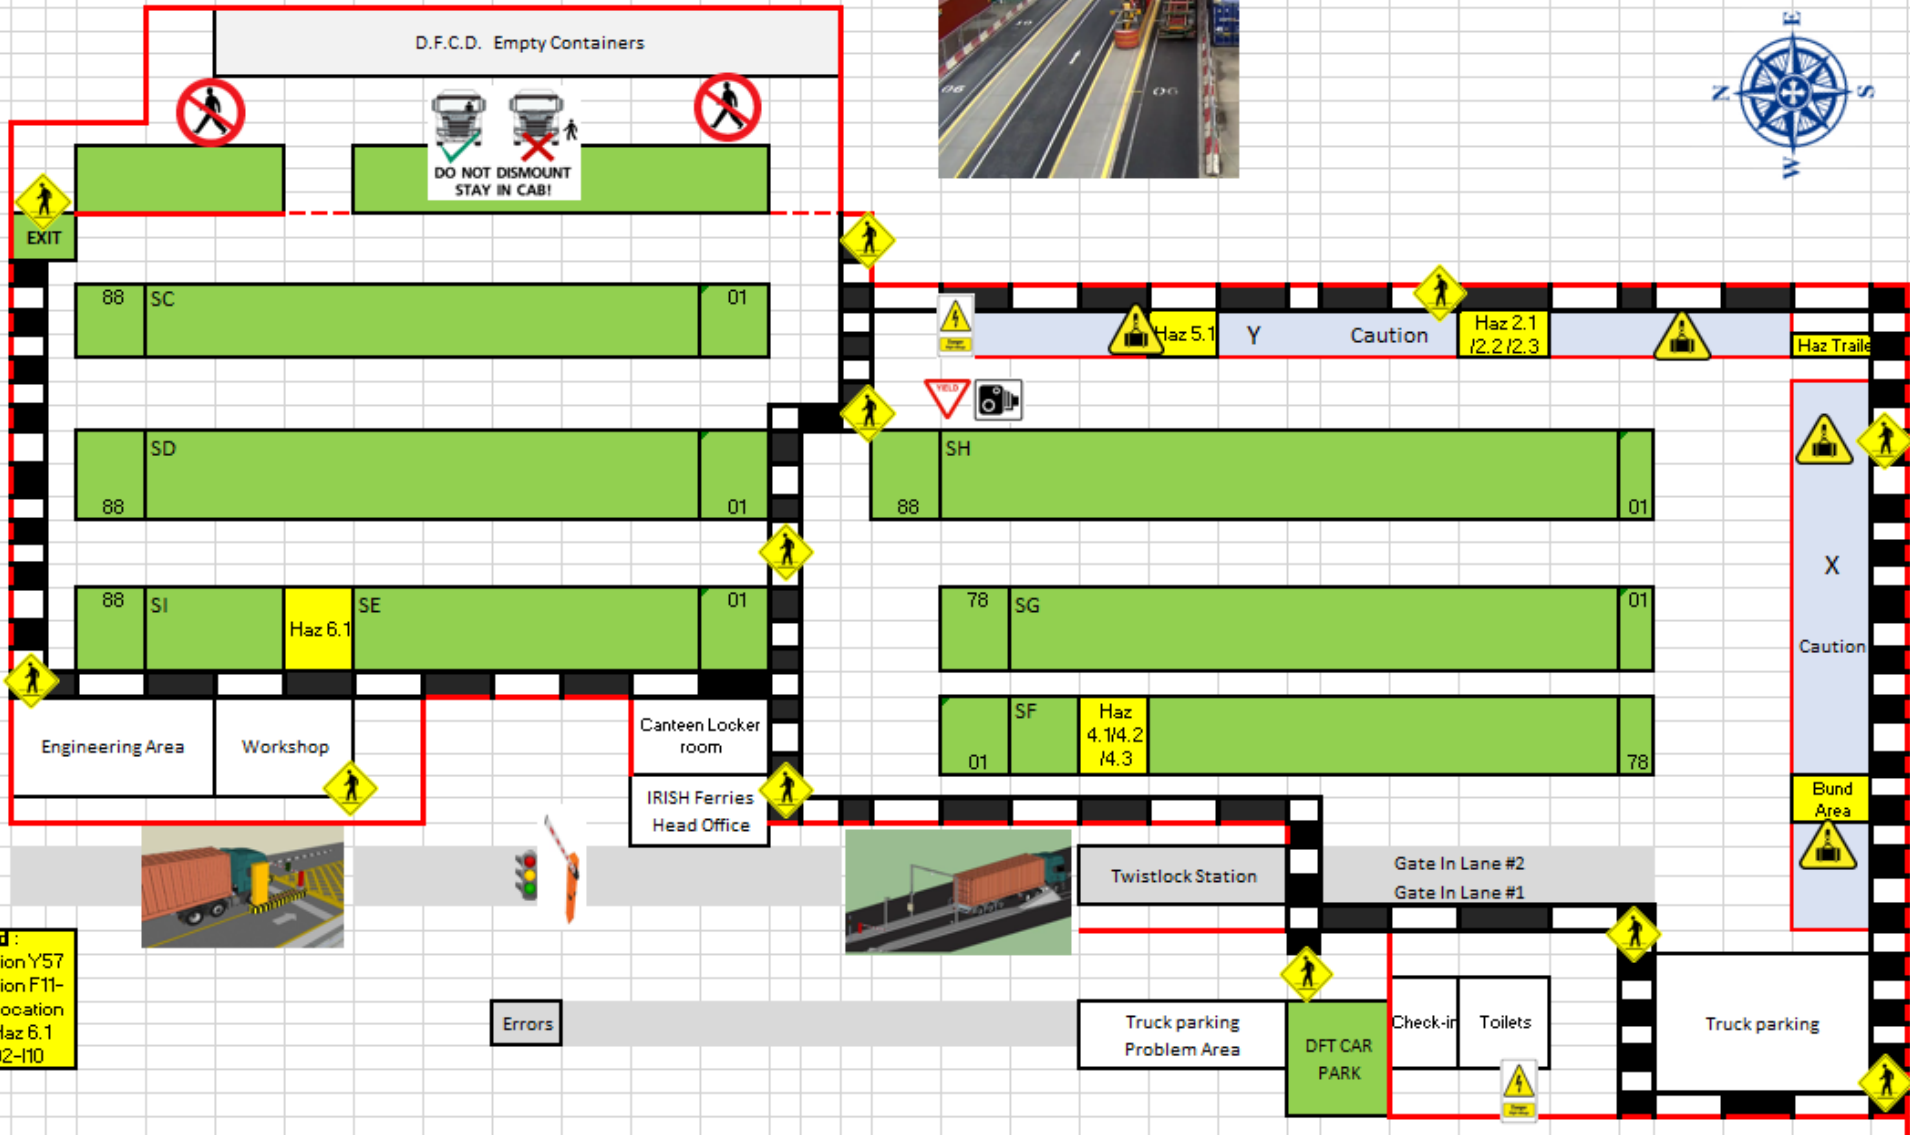 D.F.C.D. Empty Containers
06
06
E
N
S
W
DO NOT DISMOUNT
STAY IN CAB!
EXIT
88
SC
01
Haz 5.1
Y
Caution
Haz 2.1
/2.2 /2.3
Haz Traile
YIELD
SD
88
01
SH
88
01
X
Caution
88
SI
Haz 6.1
SE
01
78
SG
01
SF
Haz
4.1/4.2
/4.3
01
78
Bund
Area
Engineering Area
Workshop
Canteen Locker
room
IRISH Ferries
Head Office
Twistlock Station
Gate In Lane #2
Gate In Lane #1
d :
ion Y57
ion F11-
ocation
Haz 6.1
02-I10
Errors
Truck parking
Problem Area
DFT CAR
PARK
Check-in
Toilets
Truck parking